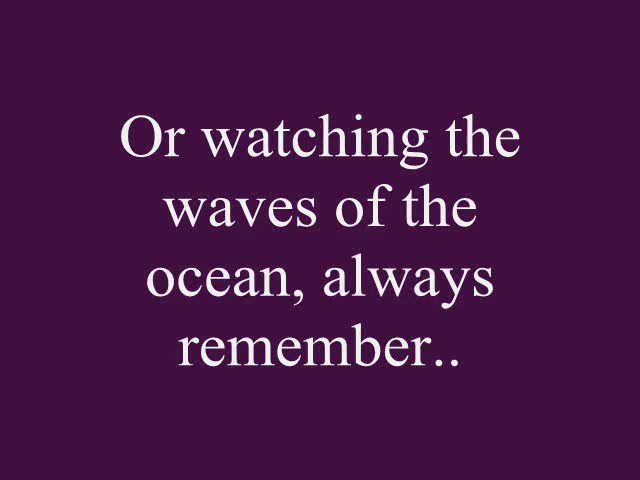 Or watching the
waves of the
ocean, always
remember..